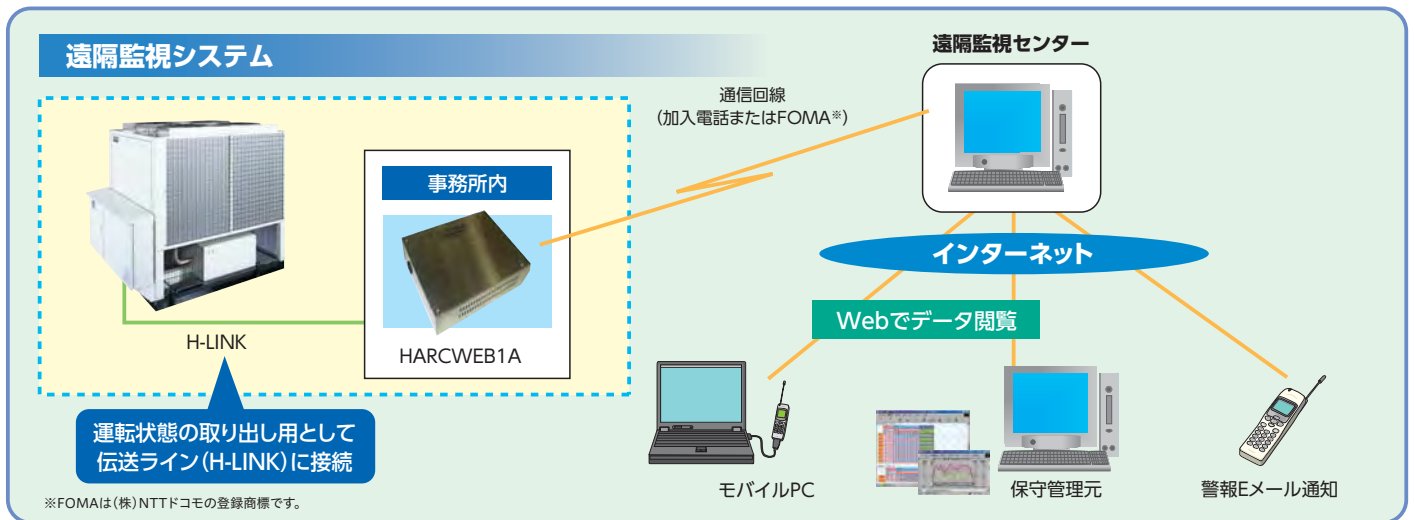 遠隔監視システム
遠隔監視センター
通信回線
(加入電話またはFOMA※)
事務所内
H-LINK
HARCWEB1A
運転状態の取り出し用として
伝送ライン(H-LINK)に接続
インターネット
Webでデータ閲覧
モバイルPC
保守管理元
警報Eメール通知
※FOMAは(株)NTTドコモの登録商標です。